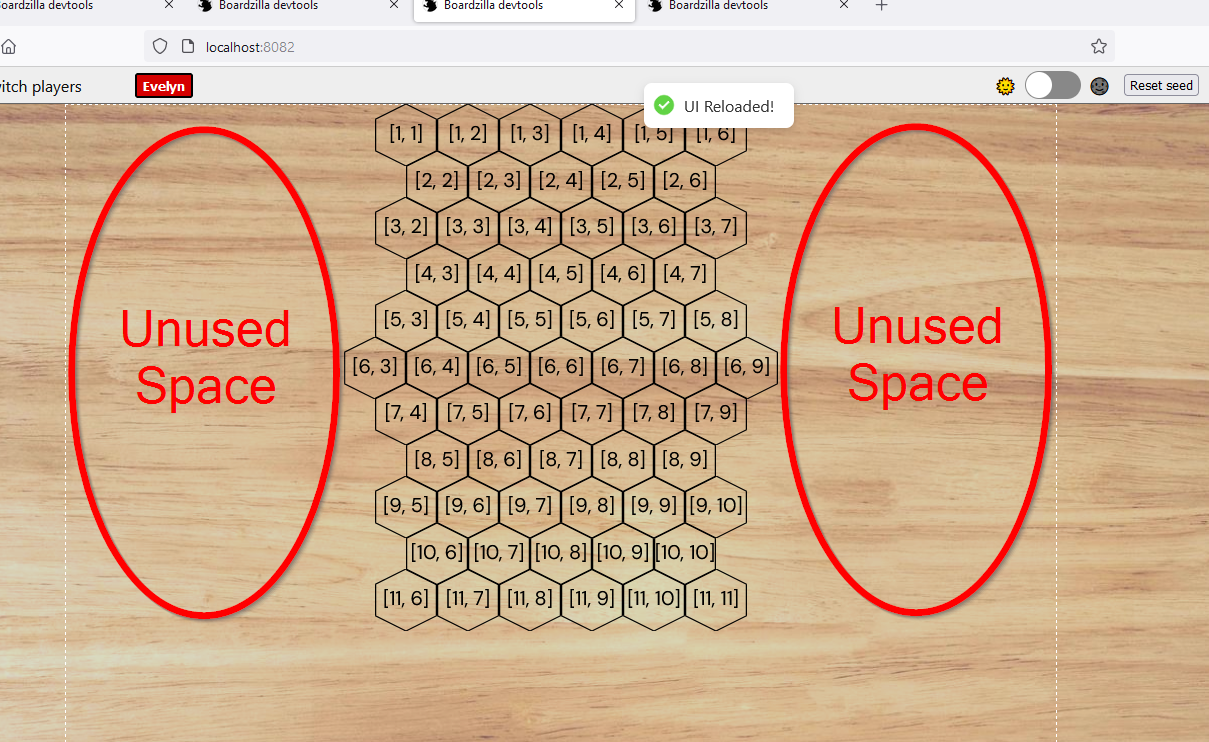 oardzilla devtools
Boardzilla devtools
Boardzilla devtools
Boardzilla devtools
localhost:8082
itch players
Evelyn
Reset seed
UI Reloaded!
[1, 1] [1, 2] [1, 3] [1, 4] [1, 5] [1, 6]
[2, 2] [2, 3] [2, 4] [2, 5] [2, 6]
[3, 2] [3, 3] [3, 4] [3, 5] [3, 6] [3, 7]
[4, 3] [4, 4] [4, 5] [4, 6] [4, 7]
[5, 3] [5, 4] [5, 5] [5, 6] [5, 7] [5, 8]
[6, 3] [6, 4] [6, 5] [6, 6] [6, 7] [6, 8] [6, 9]
[7, 4] [7, 5] [7, 6] [7, 7] [7, 8] [7, 9]
[8, 5] [8, 6] [8, 7] [8, 8] [8, 9]
[9, 5] [9, 6] [9, 7] [9, 8] [9, 9] [9, 10]
[10, 6] [10, 7] [10, 8] [10, 9] [10, 10]
[11, 6] [11, 7] [11, 8] [11, 9] [11, 10] [11, 11]
Unused
Space
Unused
Space